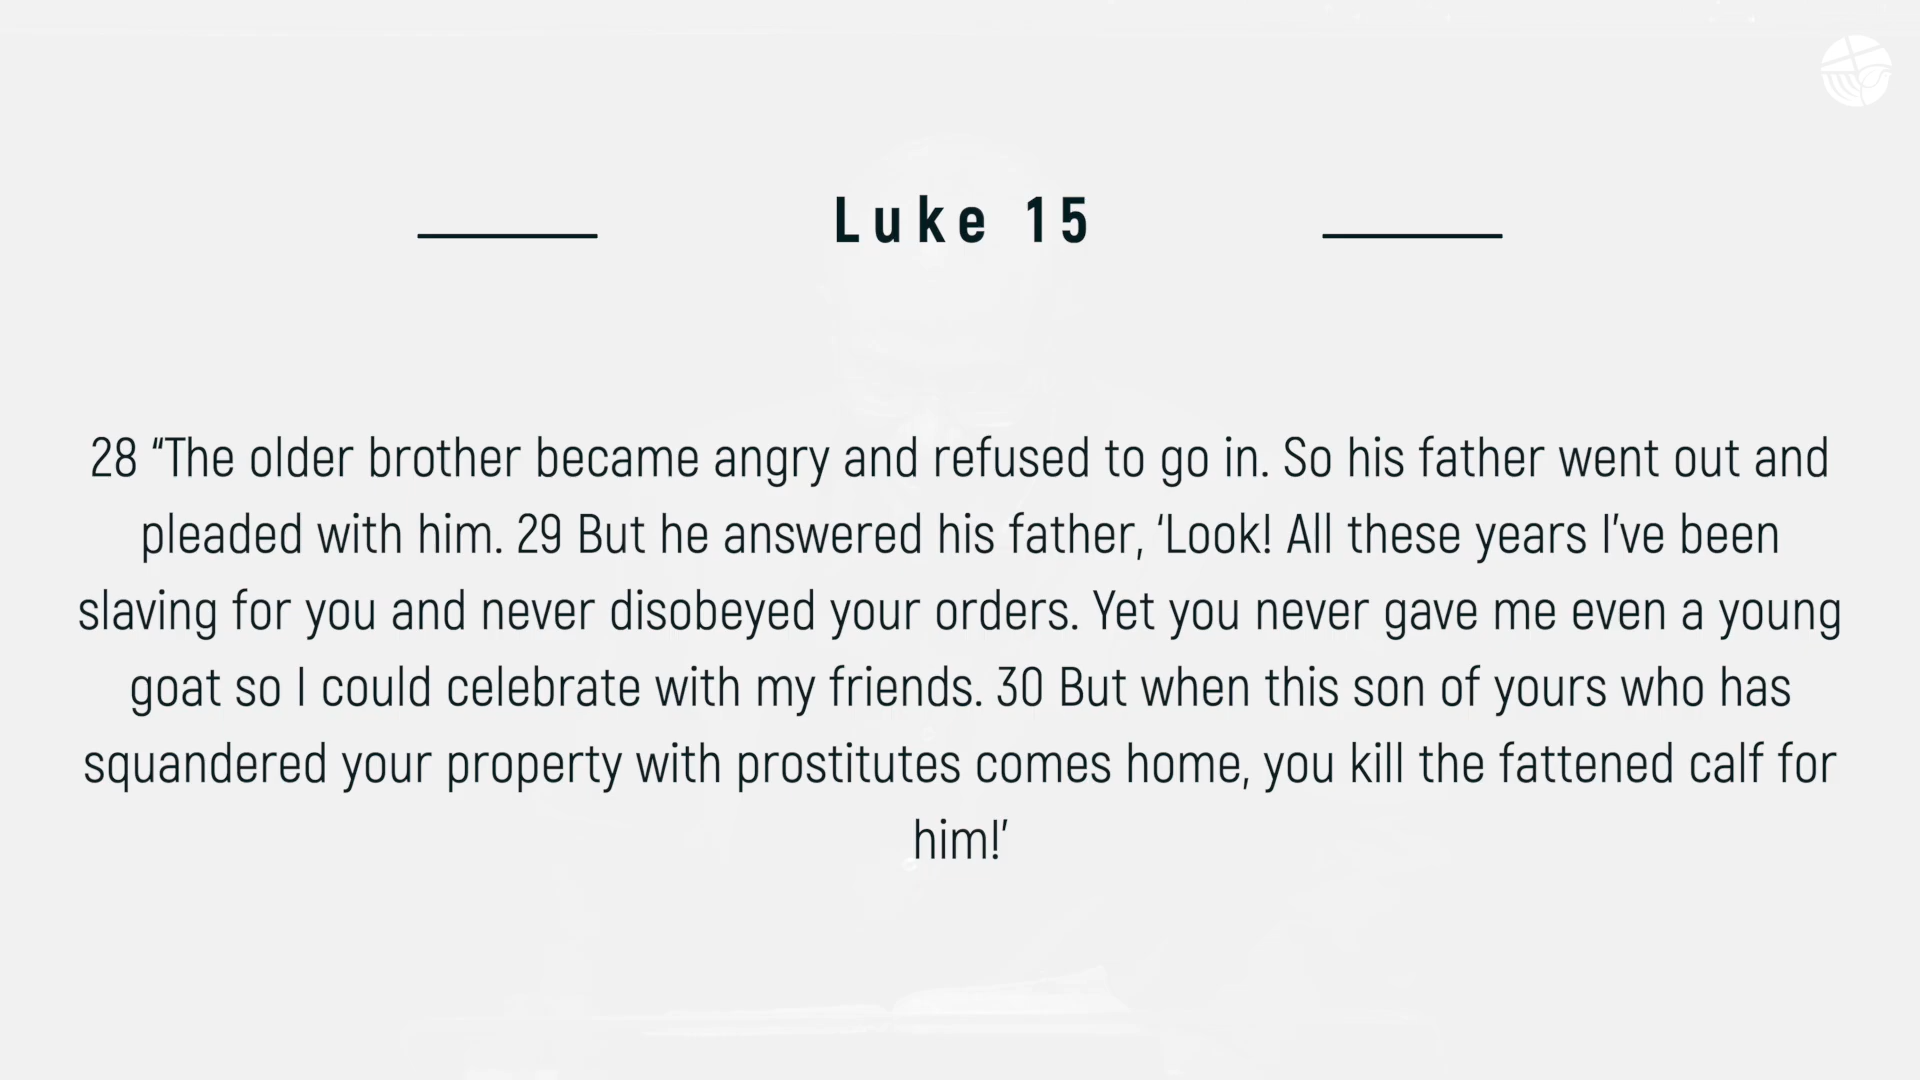 Luke 15
28 “The older brother became angry and refused to go in. So his father went out and
pleaded with him. 29 But he answered his father, ‘Look! All these years I’ve been
slaving for you and never disobeyed your orders. Yet you never gave me even a young
goat so I could celebrate with my friends. 30 But when this son of yours who has
squandered your property with prostitutes comes home, you kill the fattened calf for
him!’